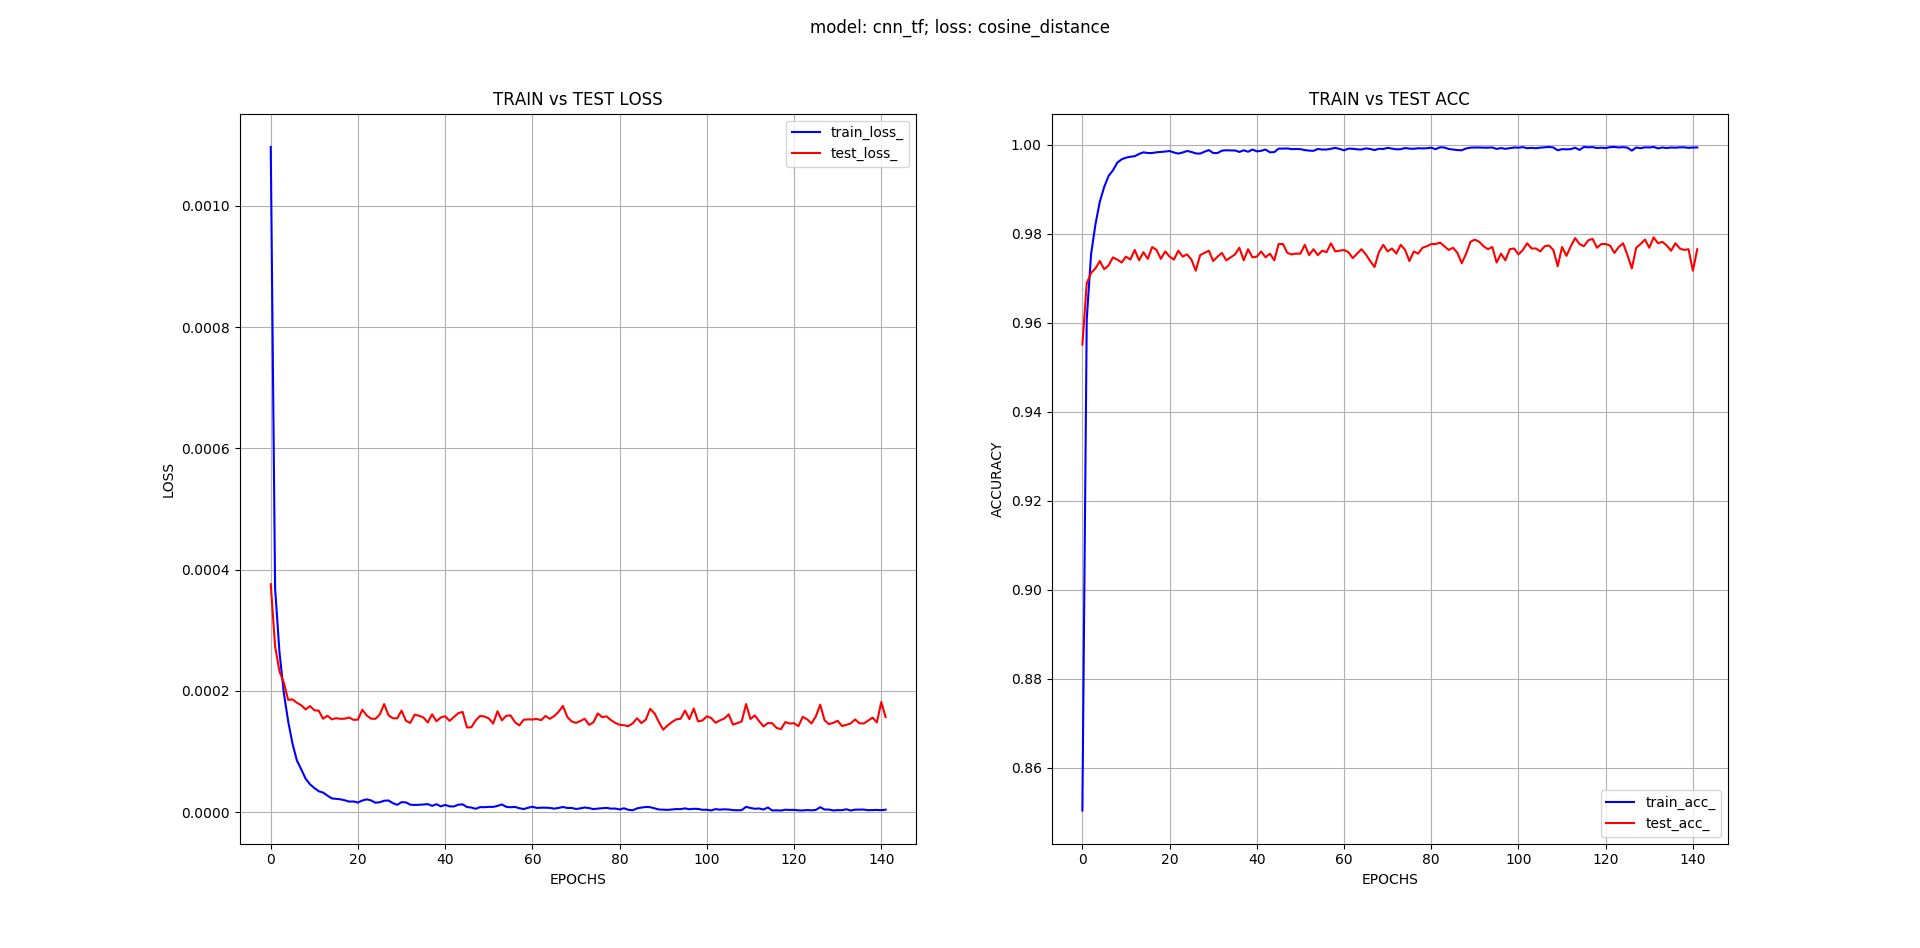 model: cnn_tf; loss: cosine_distance
TRAIN vs TEST LOSS
train_loss_
test_loss_
0.0010
0.0008
0.0006
0.0004
0.0002
0.0000
LOSS
0 20 40 60 80 100 120 140
EPOCHS
TRAIN vs TEST ACC
1.00
0.98
0.96
0.94
0.92
0.90
0.88
0.86
ACCURACY
train_acc_
test_acc_
0 20 40 60 80 100 120 140
EPOCHS